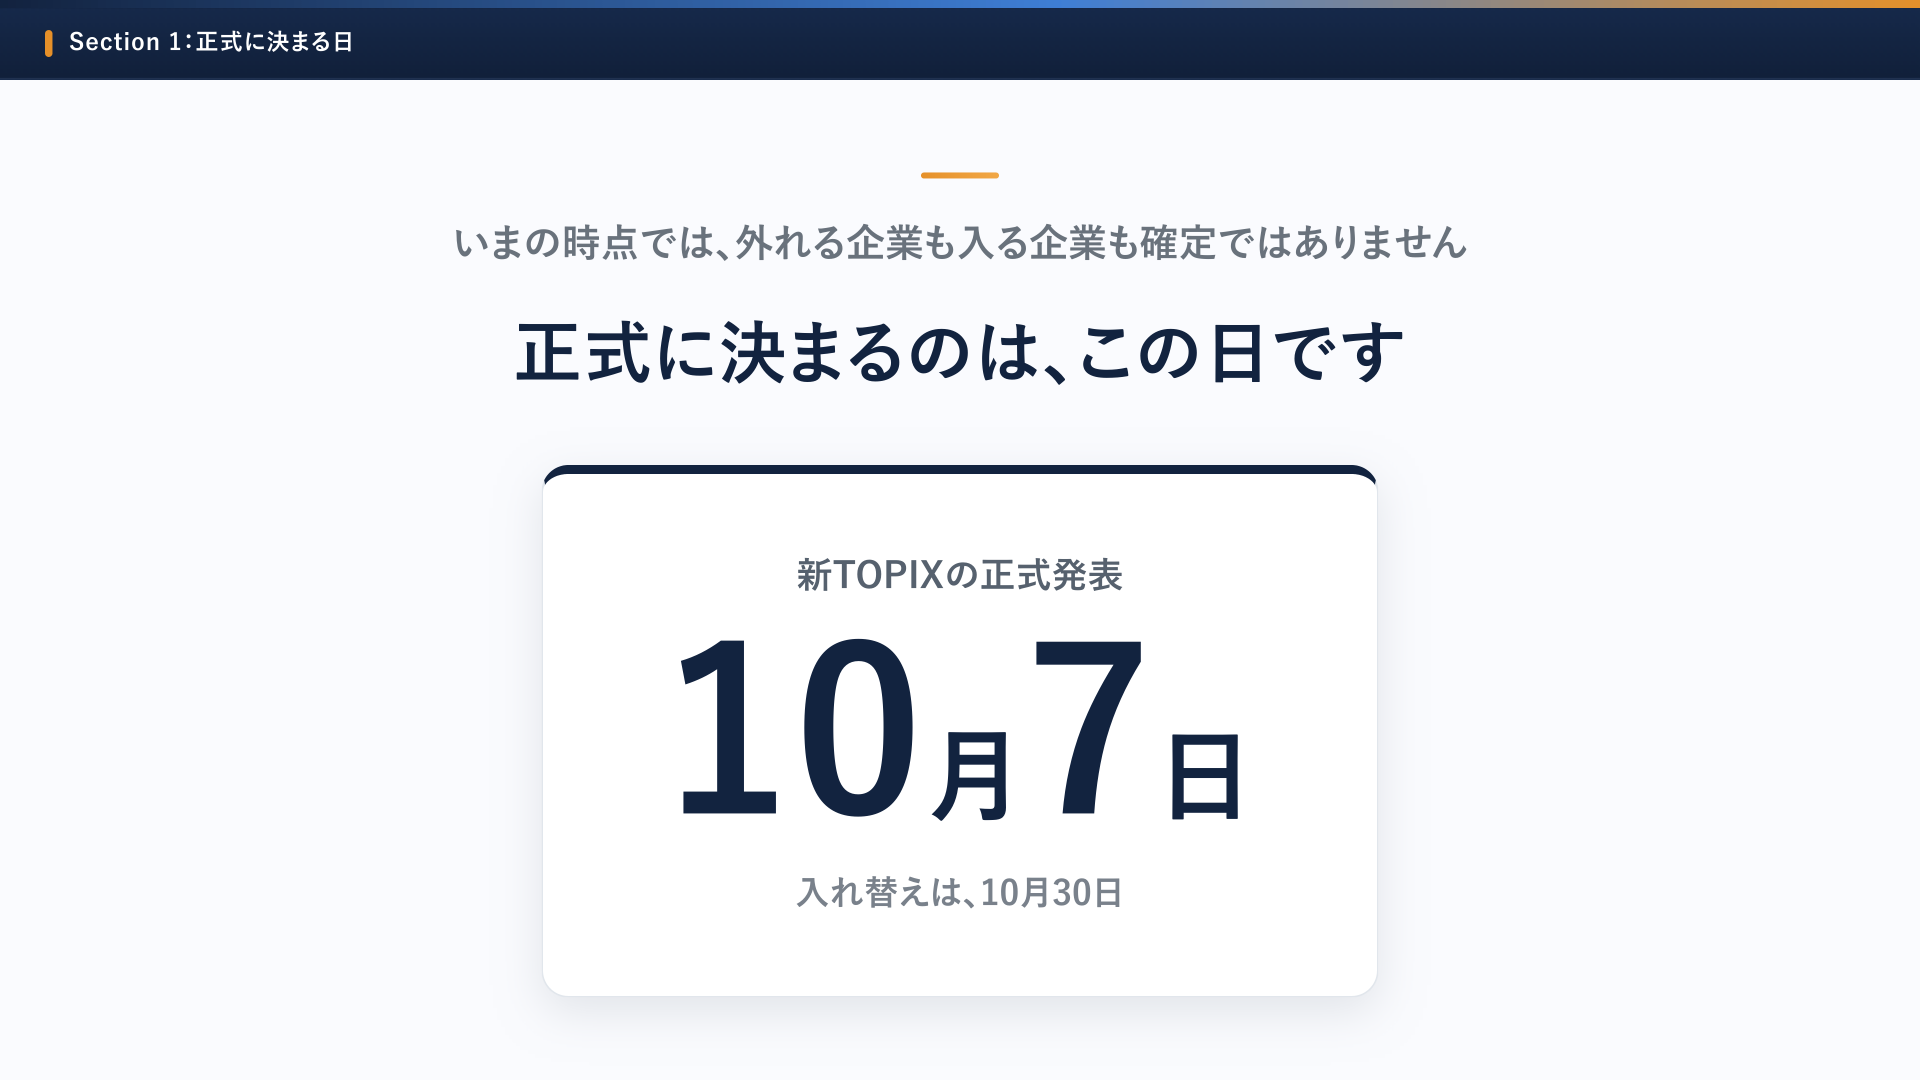 Section 1：正式に決まる日
いまの時点では、外れる企業も入る企業も確定ではありません
正式に決まるのは、この日です
新TOPIXの正式発表
10月7日
入れ替えは、10月30日